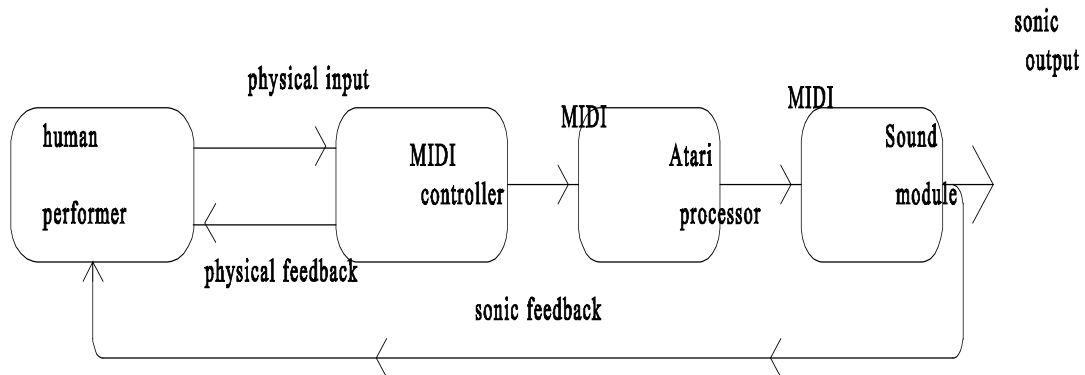 sonic
output
physical input
human
performer
MIDI
controller
MIDI
Atari
processor
MIDI
Sound
module
physical feedback
sonic feedback